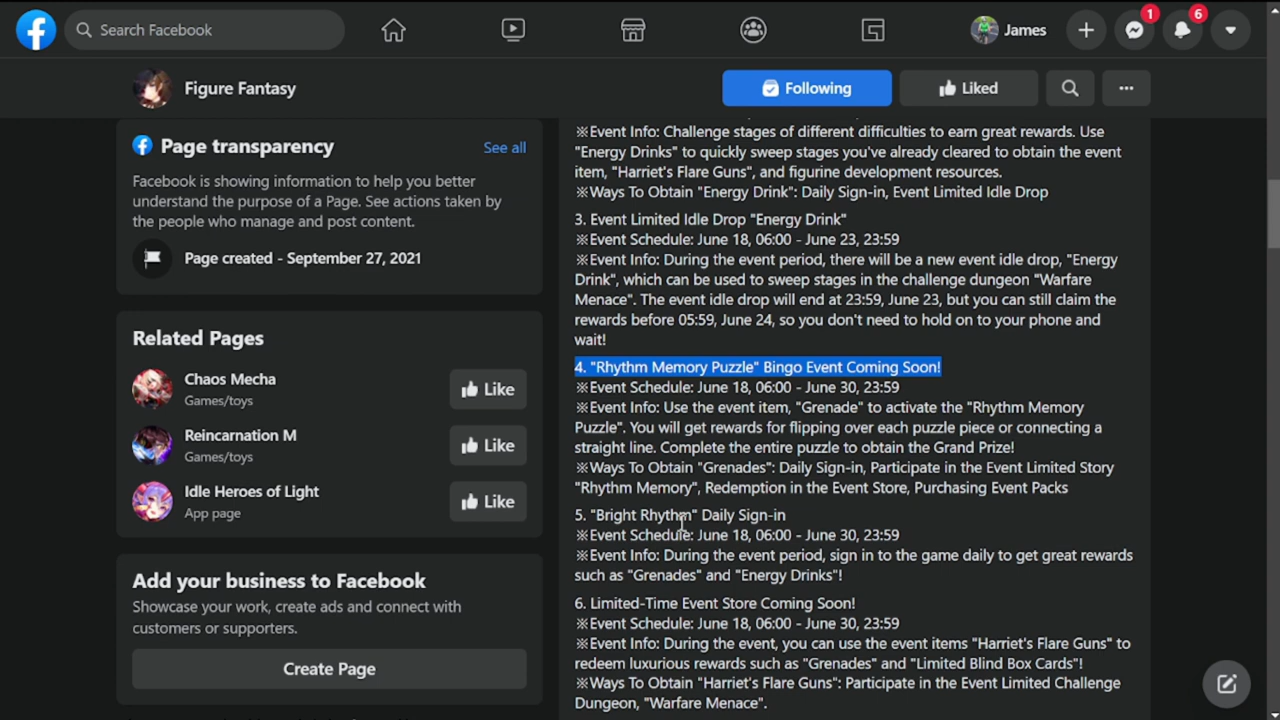 Search Facebook
James
1
6
Figure Fantasy
Following
Liked
Page transparency
See all
Facebook is showing information to help you better
understand the purpose of a Page. See actions taken by
the people who manage and post content.
Page created - September 27, 2021
Related Pages
Chaos Mecha
Games/toys
Like
Reincarnation M
Games/toys
Like
Idle Heroes of Light
App page
Like
Add your business to Facebook
Showcase your work, create ads and connect with
customers or supporters.
Create Page
※Event Info: Challenge stages of different difficulties to earn great rewards. Use
"Energy Drinks" to quickly sweep stages you've already cleared to obtain the event
item, "Harriet's Flare Guns", and figurine development resources.
※Ways To Obtain "Energy Drink": Daily Sign-in, Event Limited Idle Drop
3. Event Limited Idle Drop "Energy Drink"
※Event Schedule: June 18, 06:00 - June 23, 23:59
※Event Info: During the event period, there will be a new event idle drop, "Energy
Drink", which can be used to sweep stages in the challenge dungeon "Warfare
Menace". The event idle drop will end at 23:59, June 23, but you can still claim the
rewards before 05:59, June 24, so you don't need to hold on to your phone and
wait!
4. "Rhythm Memory Puzzle" Bingo Event Coming Soon!
※Event Schedule: June 18, 06:00 - June 30, 23:59
※Event Info: Use the event item, "Grenade" to activate the "Rhythm Memory
Puzzle". You will get rewards for flipping over each puzzle piece or connecting a
straight line. Complete the entire puzzle to obtain the Grand Prize!
※Ways To Obtain "Grenades": Daily Sign-in, Participate in the Event Limited Story
"Rhythm Memory", Redemption in the Event Store, Purchasing Event Packs
5. "Bright Rhythm" Daily Sign-in
※Event Schedule: June 18, 06:00 - June 30, 23:59
※Event Info: During the event period, sign in to the game daily to get great rewards
such as "Grenades" and "Energy Drinks"!
6. Limited-Time Event Store Coming Soon!
※Event Schedule: June 18, 06:00 - June 30, 23:59
※Event Info: During the event, you can use the event items "Harriet's Flare Guns" to
redeem luxurious rewards such as "Grenades" and "Limited Blind Box Cards"!
※Ways To Obtain "Harriet's Flare Guns": Participate in the Event Limited Challenge
Dungeon, "Warfare Menace".